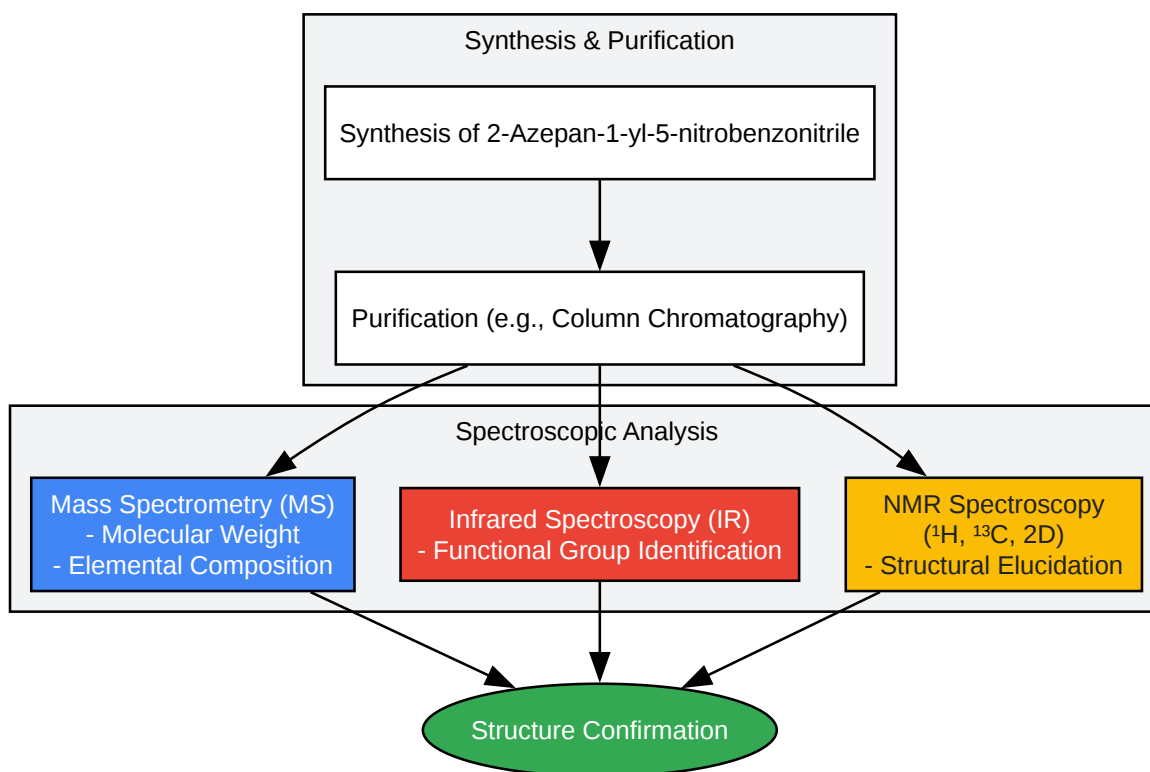 Synthesis & Purification
Synthesis of 2-Azepan-1-yl-5-nitrobenzonitrile
Purification (e.g., Column Chromatography)
Spectroscopic Analysis
Mass Spectrometry (MS)
- Molecular Weight
- Elemental Composition
Infrared Spectroscopy (IR)
- Functional Group Identification
NMR Spectroscopy
(¹H, ¹³C, 2D)
- Structural Elucidation
Structure Confirmation